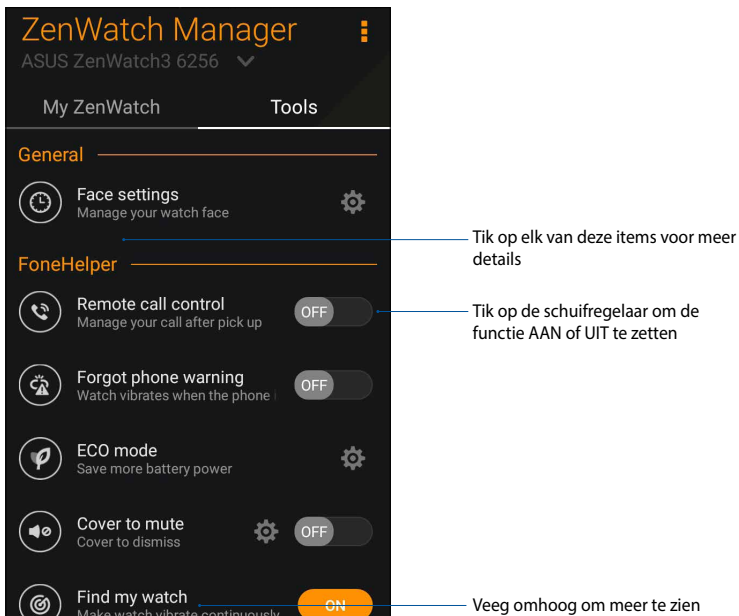 ZenWatch Manager
ASUS ZenWatch3 6256
My ZenWatch
Tools
General
Face settings
Manage your watch face
Tik op elk van deze items voor meer
details
FoneHelper
Remote call control
Manage your call after pick up
OFF
Tik op de schuifregelaar om de
functie AAN of UIT te zetten
Forgot phone warning
Watch vibrates when the phone
OFF
ECO mode
Save more battery power
Cover to mute
Cover to dismiss
OFF
Find my watch
Make watch vibrate continuously
ON
Veeg omhoog om meer te zien